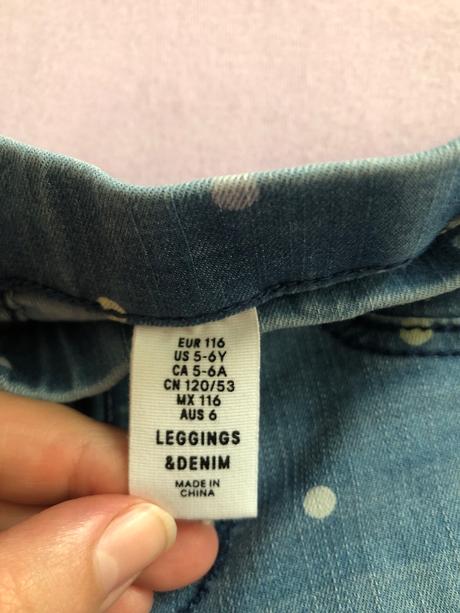 EUR 116
US 5-6Y
CA 5-6A
CN 120/53
MX 116
AUS 6
LEGGINGS
&DENIM
MADE IN
CHINA